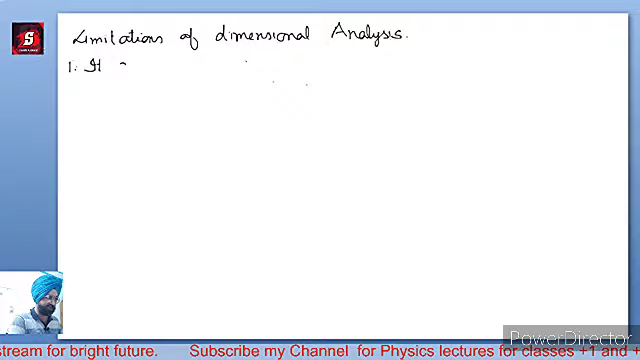 Limitations of dimensional Analysis.
1. It
S
PowerDirector
stream for bright future. Subscribe my Channel for Physics lectures for classes +1 and +